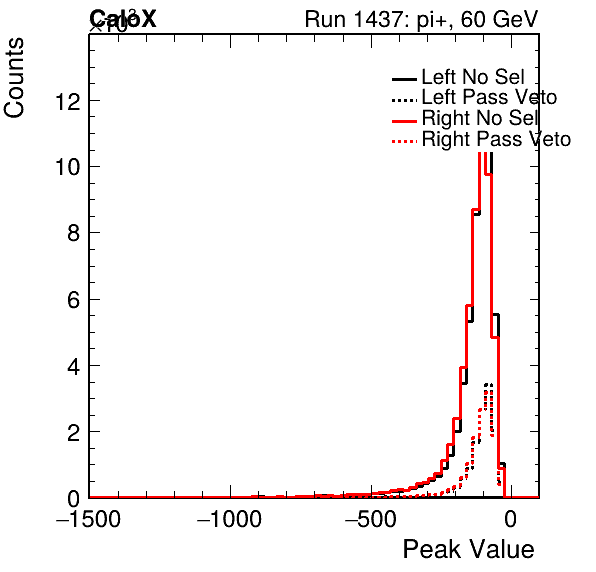 CaloX
×10³
Run 1437: pi+, 60 GeV
Counts
Left No Sel
Left Pass Veto
Right No Sel
Right Pass Veto
12
10
8
6
4
2
0
−1500
−1000
−500
0
Peak Value